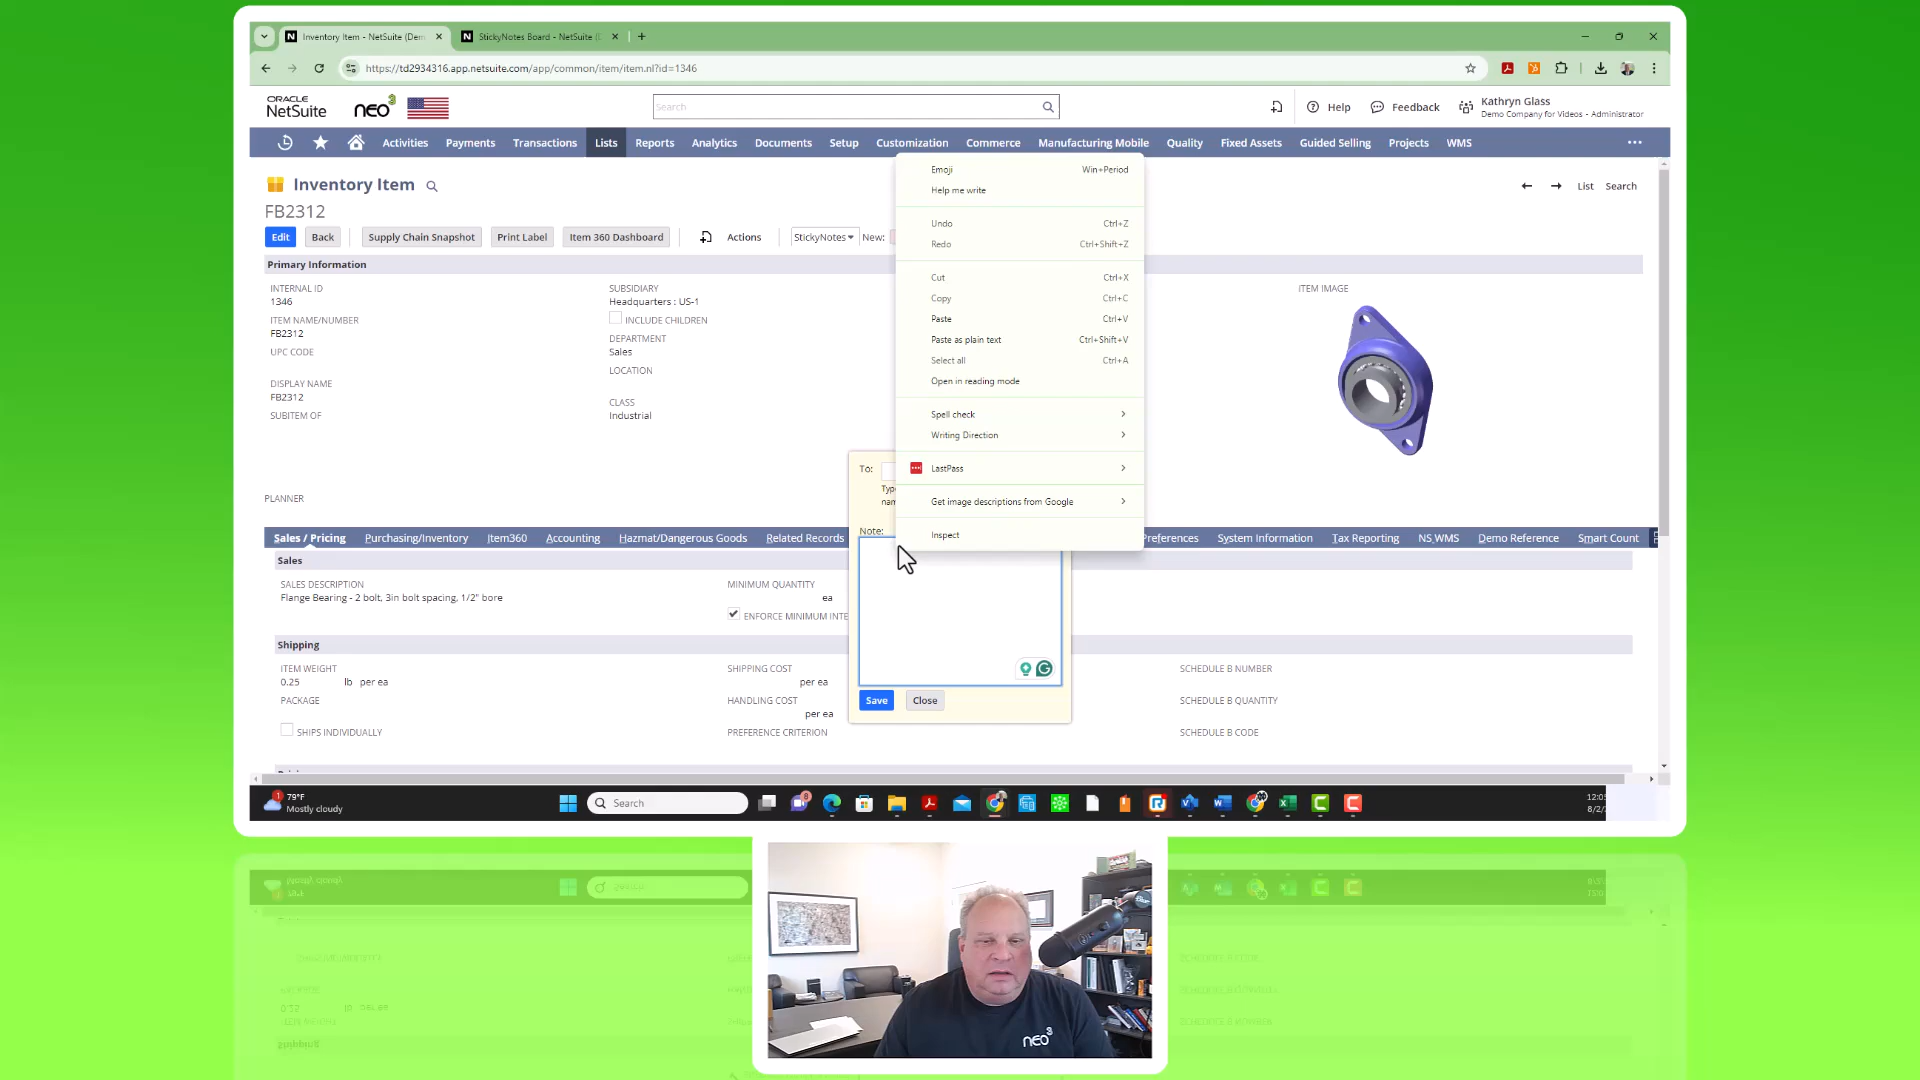 Inventory Item - NetSuite (Dem
StickyNotes Board - NetSuite (
https://td2934316.app.netsuite.com/app/common/item/item.nl?id=1346
ORACLE
NetSuite
neo3
Search
Help
Feedback
Kathryn Glass
Demo Company for Videos - Administrator
Activities Payments Transactions Lists Reports Analytics Documents Setup Customization Commerce Manufacturing Mobile Quality Fixed Assets Guided Selling Projects WMS
Inventory Item
List Search
FB2312
Edit Back Supply Chain Snapshot Print Label Item 360 Dashboard Actions StickyNotes New:
Primary Information
INTERNAL ID
1346
ITEM NAME/NUMBER
FB2312
UPC CODE
DISPLAY NAME
FB2312
SUBITEM OF
PLANNER
SUBSIDIARY
Headquarters : US-1
INCLUDE CHILDREN
DEPARTMENT
Sales
LOCATION
CLASS
Industrial
ITEM IMAGE
Emoji Win+Period
Help me write
Undo Ctrl+Z
Redo Ctrl+Shift+Z
Cut Ctrl+X
Copy Ctrl+C
Paste Ctrl+V
Paste as plain text Ctrl+Shift+V
Select all Ctrl+A
Open in reading mode
Spell check
Writing Direction
LastPass
Get image descriptions from Google
Inspect
To:
Typ
nam
Note:
Save Close
Sales / Pricing Purchasing/Inventory Item360 Accounting Hazmat/Dangerous Goods Related Records Preferences System Information Tax Reporting NS_WMS Demo Reference Smart Count
Sales
SALES DESCRIPTION
Flange Bearing - 2 bolt, 3in bolt spacing, 1/2" bore
MINIMUM QUANTITY
ea
ENFORCE MINIMUM INTE
Shipping
ITEM WEIGHT
0.25 lb per ea
PACKAGE
SHIPS INDIVIDUALLY
SHIPPING COST
per ea
HANDLING COST
per ea
PREFERENCE CRITERION
SCHEDULE B NUMBER
SCHEDULE B QUANTITY
SCHEDULE B CODE
1
79°F
Mostly cloudy
Search
8
12:0
8/2/
neo3